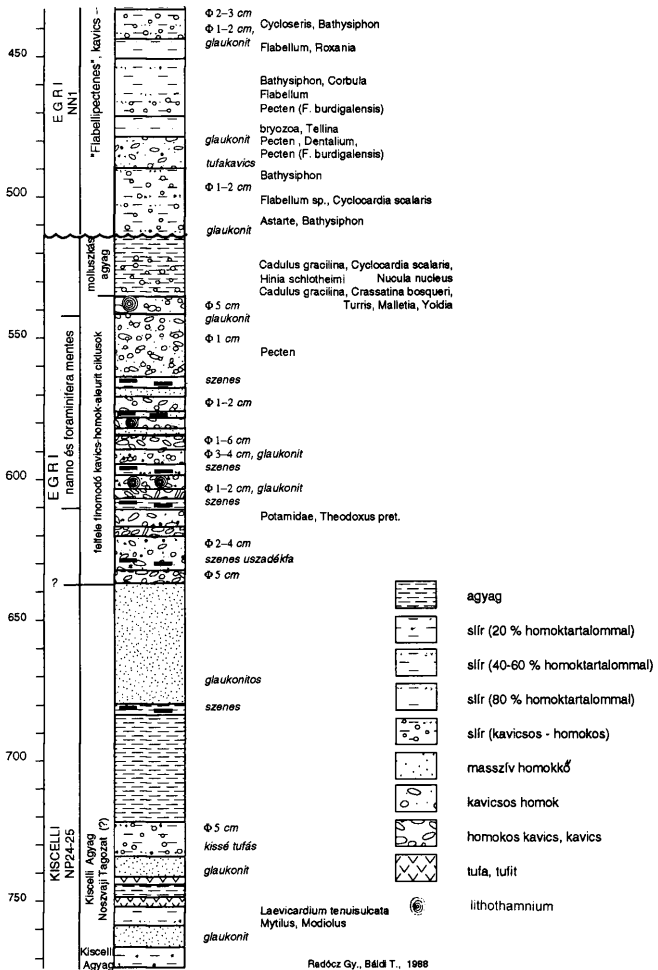 450
500
550
600
650
700
750
EGRI
NN1
EGRI
nanno és foraminifera mentes
?
KISCELLI
NP24-25
"Flabellipectenes", kavics --
molluszkás
agyag
felfele finomodó kavics-homok-aleurit ciklusok
Kiscelli Agyag
Noszvaji Tagozat (?)
Kiscelli
Agyag
Φ 2-3 cm
Φ 1-2 cm,
glaukonit
glaukonit
tufakavics
Φ 1-2 cm
glaukonit
Φ 5 cm
glaukonit
Φ 1 cm
szenes
Φ 1-2 cm
Φ 1-6 cm
Φ 3-4 cm, glaukonit
szenes
Φ 1-2 cm, glaukonit
szenes
Φ 2-4 cm
szenes uszadékfa
Φ 5 cm
glaukonitos
szenes
Φ 5 cm
kissé tufás
glaukonit
glaukonit
Cycloseris, Bathysiphon
Flabellum, Roxania
Bathysiphon, Corbula
Flabellum
Pecten (F. burdigalensis)
bryozoa, Tellina
Pecten , Dentalium,
Pecten (F. burdigalensis)
Bathysiphon
Flabellum sp., Cyclocardia scalaris
Astarte, Bathysiphon
Cadulus gracilina, Cyclocardia scalaris,
Hinia schlotheimi Nucula nucleus
Cadulus gracilina, Crassatina bosqueri,
Turris, Malletia, Yoldia
Pecten
Potamidae, Theodoxus pret.
Laevicardium tenuisulcata
Mytilus, Modiolus
agyag
slír (20 % homoktartalommal)
slír (40-60 % homoktartalommal)
slír (80 % homoktartalommal)
slír (kavicsos - homokos)
masszív homokkő
kavicsos homok
homokos kavics, kavics
tufa, tufit
lithothamnium
Radócz Gy., Báldi T., 1988